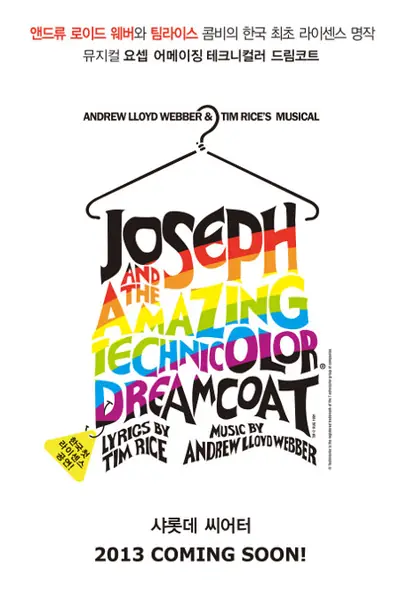 앤드류 로이드 웨버와 팀라이스 콤비의 한국 최초 라이센스 명작
뮤지컬 요셉 어메이징 테크니컬러 드림코트
ANDREW LLOYD WEBBER & TIM RICE'S MUSICAL
JOSEPH
AND THE
AMAZING
TECHNICOLOR
DREAMCOAT
LYRICS BY
TIM RICE
MUSIC BY
ANDREW LLOYD WEBBER
한국 첫
라이센스
공연!
샤롯데 씨어터
2013 COMING SOON!